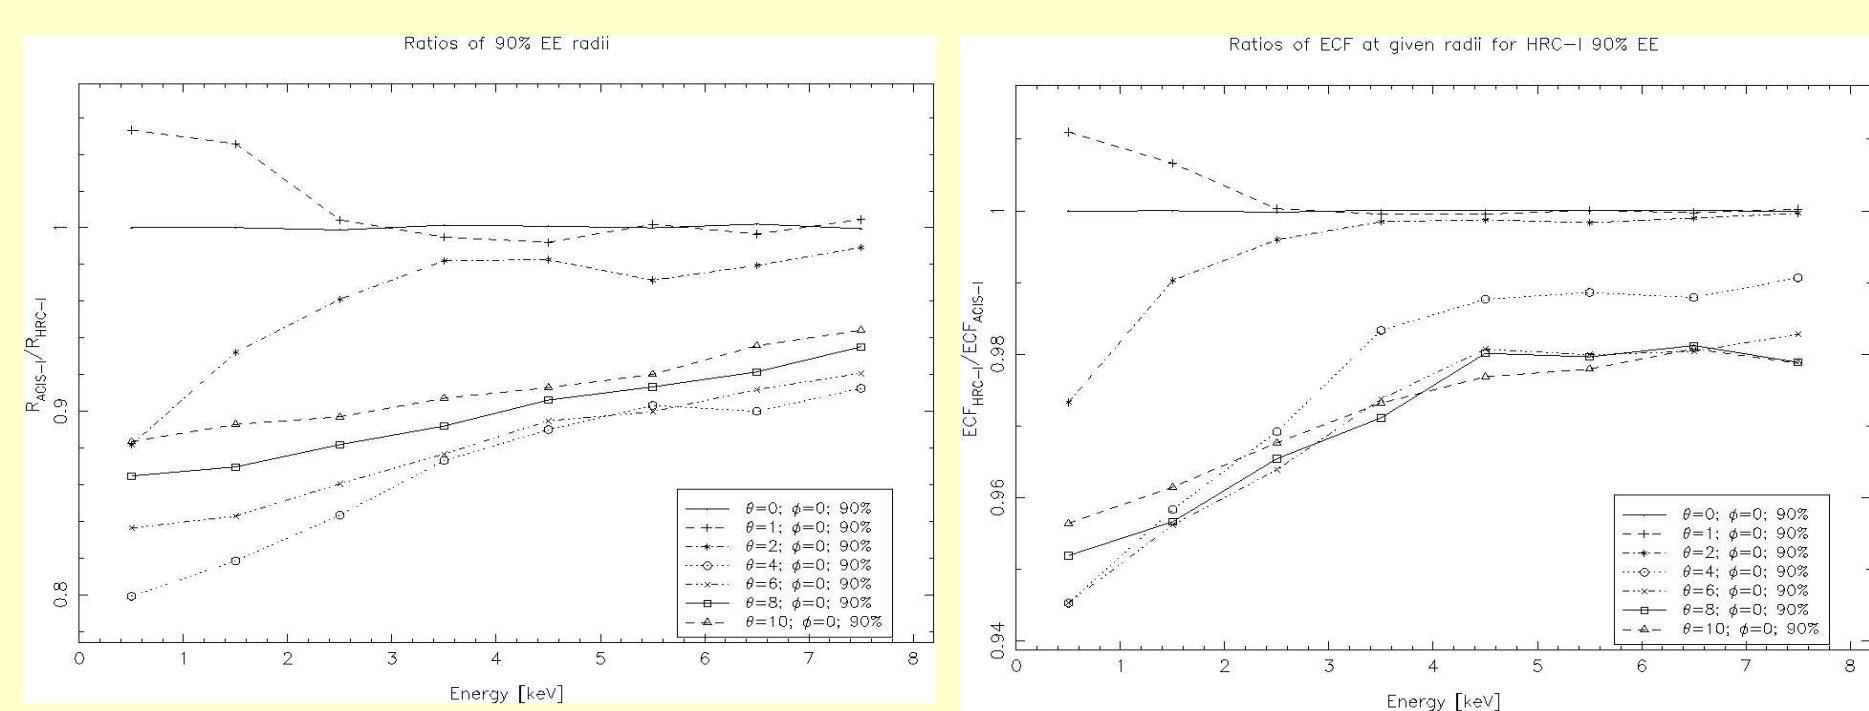 Ratios of 90% EE radii
R_ACIS-I/R_HRC-I
1
0.9
0.8
θ=0; φ=0; 90%
θ=1; φ=0; 90%
θ=2; φ=0; 90%
θ=4; φ=0; 90%
θ=6; φ=0; 90%
θ=8; φ=0; 90%
θ=10; φ=0; 90%
0 1 2 3 4 5 6 7 8
Energy [keV]
Ratios of ECF at given radii for HRC-I 90% EE
ECF_HRC-I/ECF_ACIS-I
1
0.98
0.96
0.94
θ=0; φ=0; 90%
θ=1; φ=0; 90%
θ=2; φ=0; 90%
θ=4; φ=0; 90%
θ=6; φ=0; 90%
θ=8; φ=0; 90%
θ=10; φ=0; 90%
0 1 2 3 4 5 6 7 8
Energy [keV]